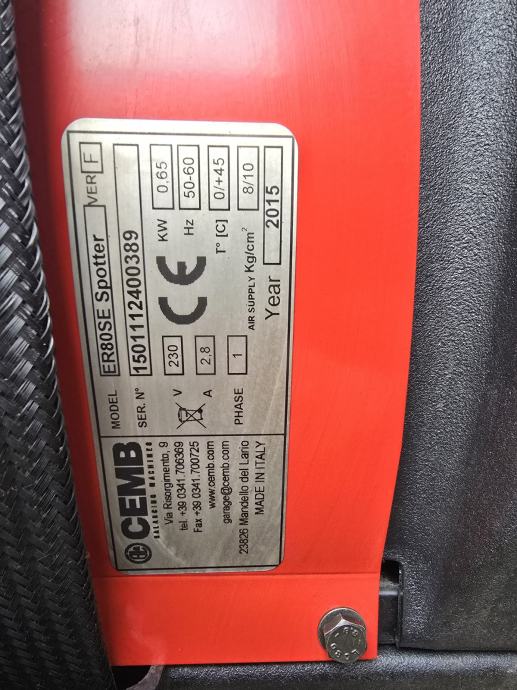 CEMB
BALANCING MACHINES
Via Risorgimento, 9
tel. +39 0341.706369
Fax +39 0341.700725
www.cemb.com
garage@cemb.com
23826 Mandello del Lario
MADE IN ITALY
MODEL ER80SE Spotter VER F
SER. N° 1501112400389
V 230 KW 0,65
A 2,8 Hz 50-60
PHASE 1 T° [C] 0/+45
AIR SUPPLY Kg/cm² 8/10
CE
Year 2015